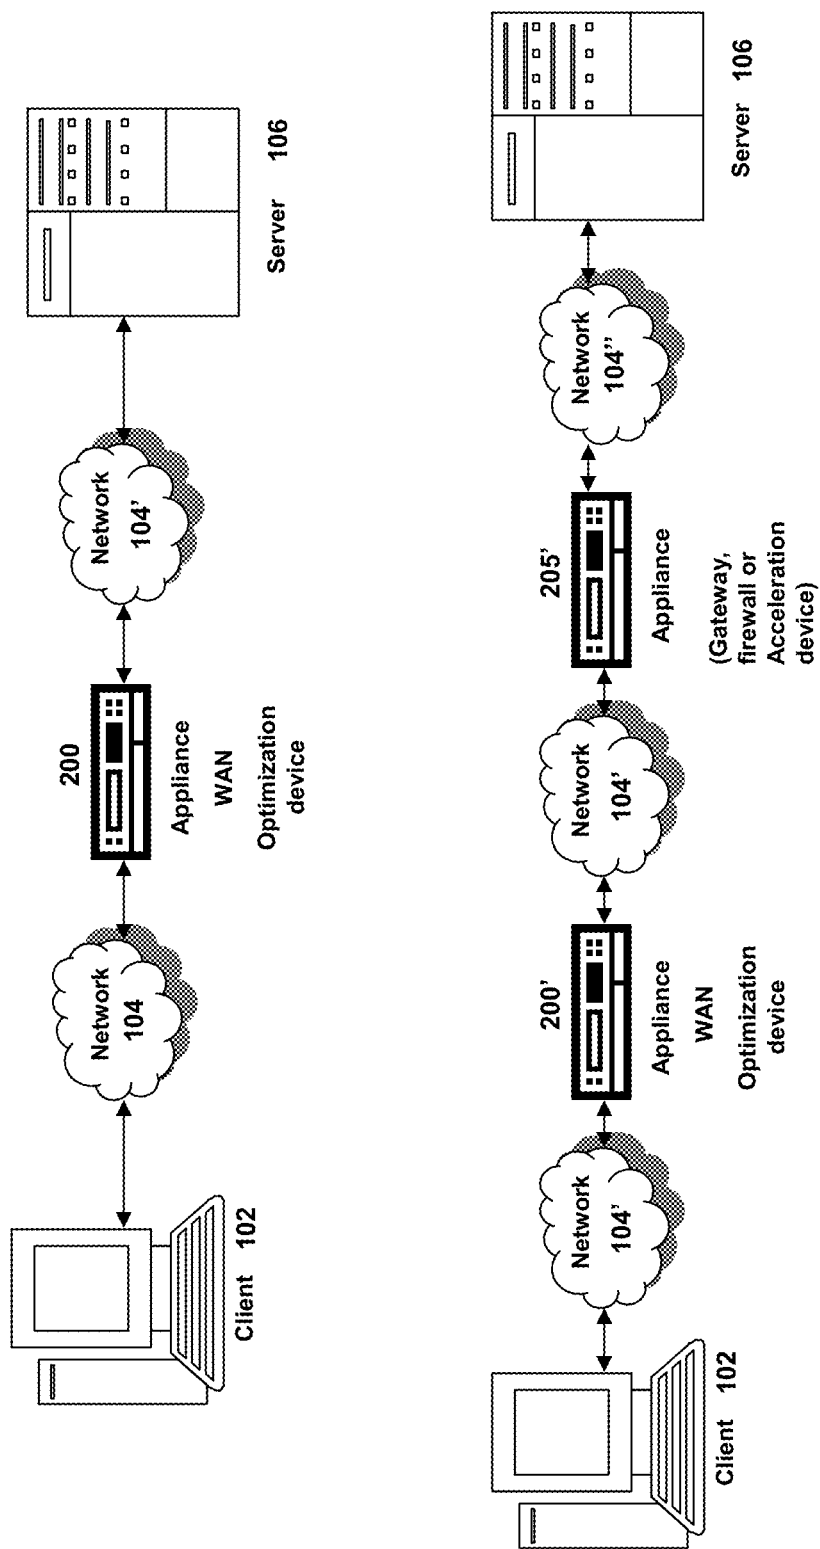 Client 102
Network
104
200
Appliance
WAN
Optimization
device
Network
104'
Server 106
Client 102
Network
104'
200'
Appliance
WAN
Optimization
device
Network
104'
205'
Appliance
(Gateway,
firewall or
Acceleration
device)
Network
104”
Server 106